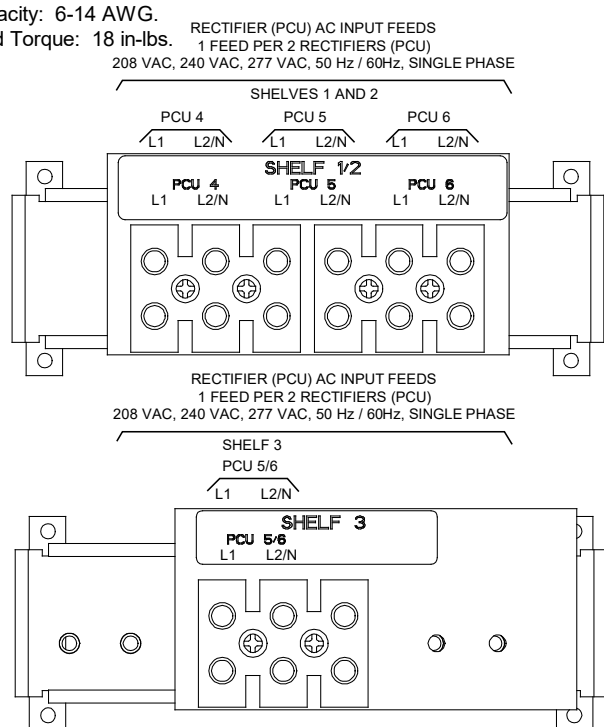 acity: 6-14 AWG.
d Torque: 18 in-lbs.
RECTIFIER (PCU) AC INPUT FEEDS
1 FEED PER 2 RECTIFIERS (PCU)
208 VAC, 240 VAC, 277 VAC, 50 Hz / 60Hz, SINGLE PHASE
SHELVES 1 AND 2
PCU 4 PCU 5 PCU 6
L1 L2/N L1 L2/N L1 L2/N
SHELF 1/2
PCU 4 PCU 5 PCU 6
L1 L2/N L1 L2/N L1 L2/N
RECTIFIER (PCU) AC INPUT FEEDS
1 FEED PER 2 RECTIFIERS (PCU)
208 VAC, 240 VAC, 277 VAC, 50 Hz / 60Hz, SINGLE PHASE
SHELF 3
PCU 5/6
L1 L2/N
SHELF 3
PCU 5/6
L1 L2/N